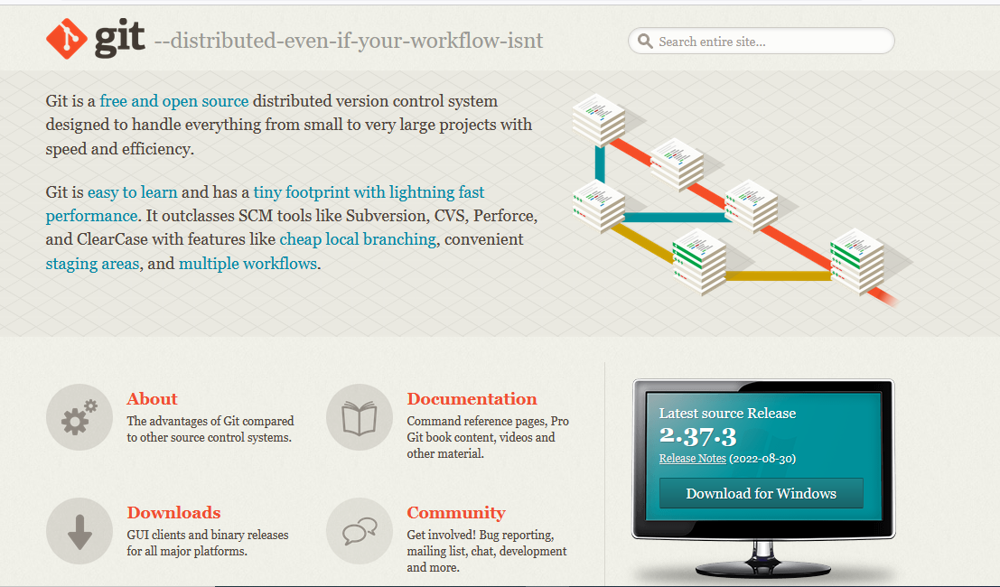 git --distributed-even-if-your-workflow-isnt
Search entire site...
Git is a free and open source distributed version control system
designed to handle everything from small to very large projects with
speed and efficiency.
Git is easy to learn and has a tiny footprint with lightning fast
performance. It outclasses SCM tools like Subversion, CVS, Perforce,
and ClearCase with features like cheap local branching, convenient
staging areas, and multiple workflows.
About
The advantages of Git compared
to other source control systems.
Documentation
Command reference pages, Pro
Git book content, videos and
other material.
Downloads
GUI clients and binary releases
for all major platforms.
Community
Get involved! Bug reporting,
mailing list, chat, development
and more.
Latest source Release
2.37.3
Release Notes (2022-08-30)
Download for Windows